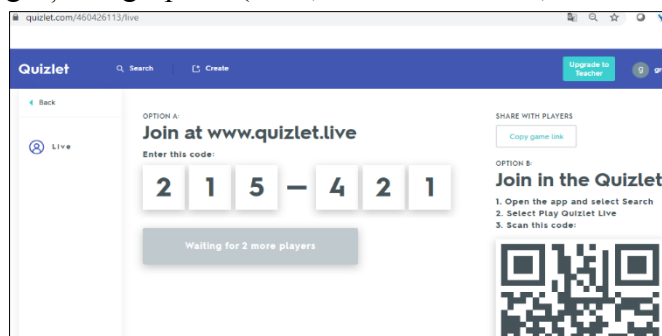 quizlet.com/460426113/live
Quizlet
Search
Create
Upgrade to
Teacher
g
Back
Live
OPTION A:
Join at www.quizlet.live
Enter this code:
2 1 5 – 4 2 1
Waiting for 2 more players
SHARE WITH PLAYERS
Copy game link
OPTION B:
Join in the Quizlet
1. Open the app and select Search
2. Select Play Quizlet Live
3. Scan this code: